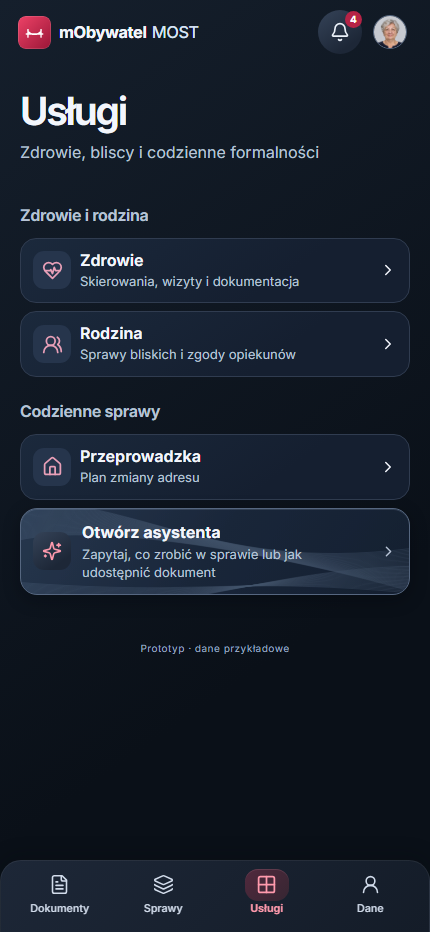 mObywatel MOST
4
Usługi
Zdrowie, bliscy i codzienne formalności
Zdrowie i rodzina
Zdrowie
Skierowania, wizyty i dokumentacja
Rodzina
Sprawy bliskich i zgody opiekunów
Codzienne sprawy
Przeprowadzka
Plan zmiany adresu
Otwórz asystenta
Zapytaj, co zrobić w sprawie lub jak
udostępnić dokument
Prototyp · dane przykładowe
Dokumenty
Sprawy
Usługi
Dane